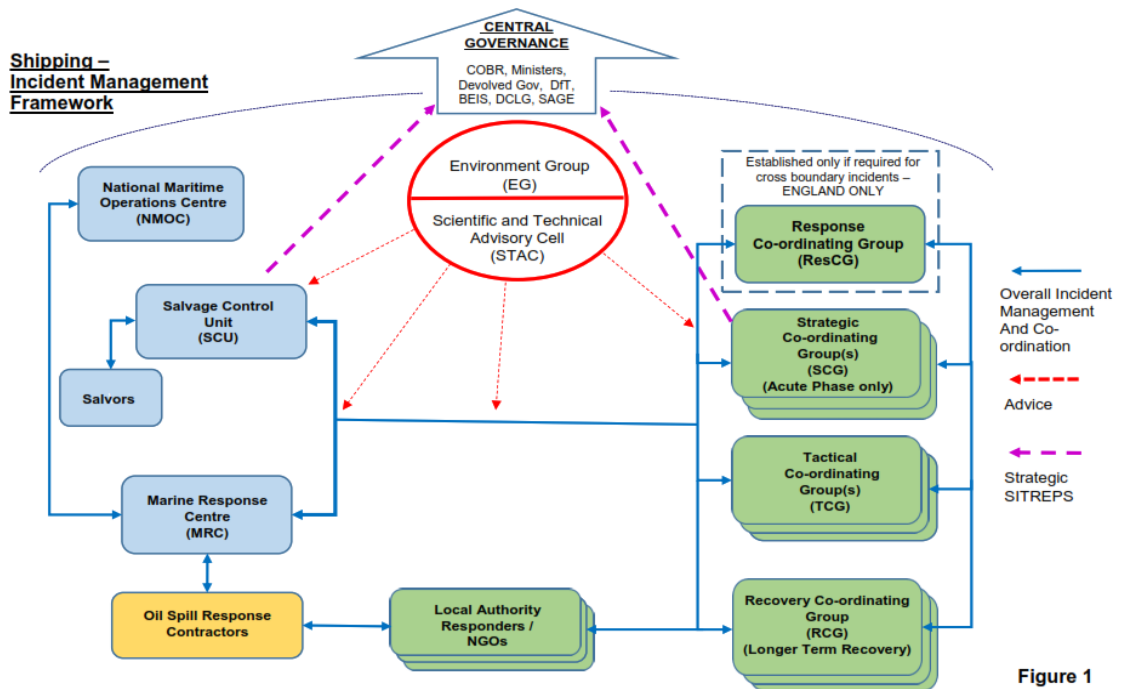 CENTRAL
GOVERNANCE
COBR, Ministers,
Devolved Gov, DfT,
BEIS, DCLG, SAGE
Shipping –
Incident Management
Framework
Environment Group
(EG)
Scientific and Technical
Advisory Cell
(STAC)
National Maritime
Operations Centre
(NMOC)
Salvage Control
Unit
(SCU)
Salvors
Marine Response
Centre
(MRC)
Oil Spill Response
Contractors
Local Authority
Responders /
NGOs
Established only if required for
cross boundary incidents –
ENGLAND ONLY
Response
Co-ordinating Group
(ResCG)
Strategic
Co-ordinating
Group(s)
(SCG)
(Acute Phase only)
Tactical
Co-ordinating
Group(s)
(TCG)
Recovery Co-ordinating
Group
(RCG)
(Longer Term Recovery)
Overall Incident
Management
And Co-
ordination
Advice
Strategic
SITREPS
Figure 1